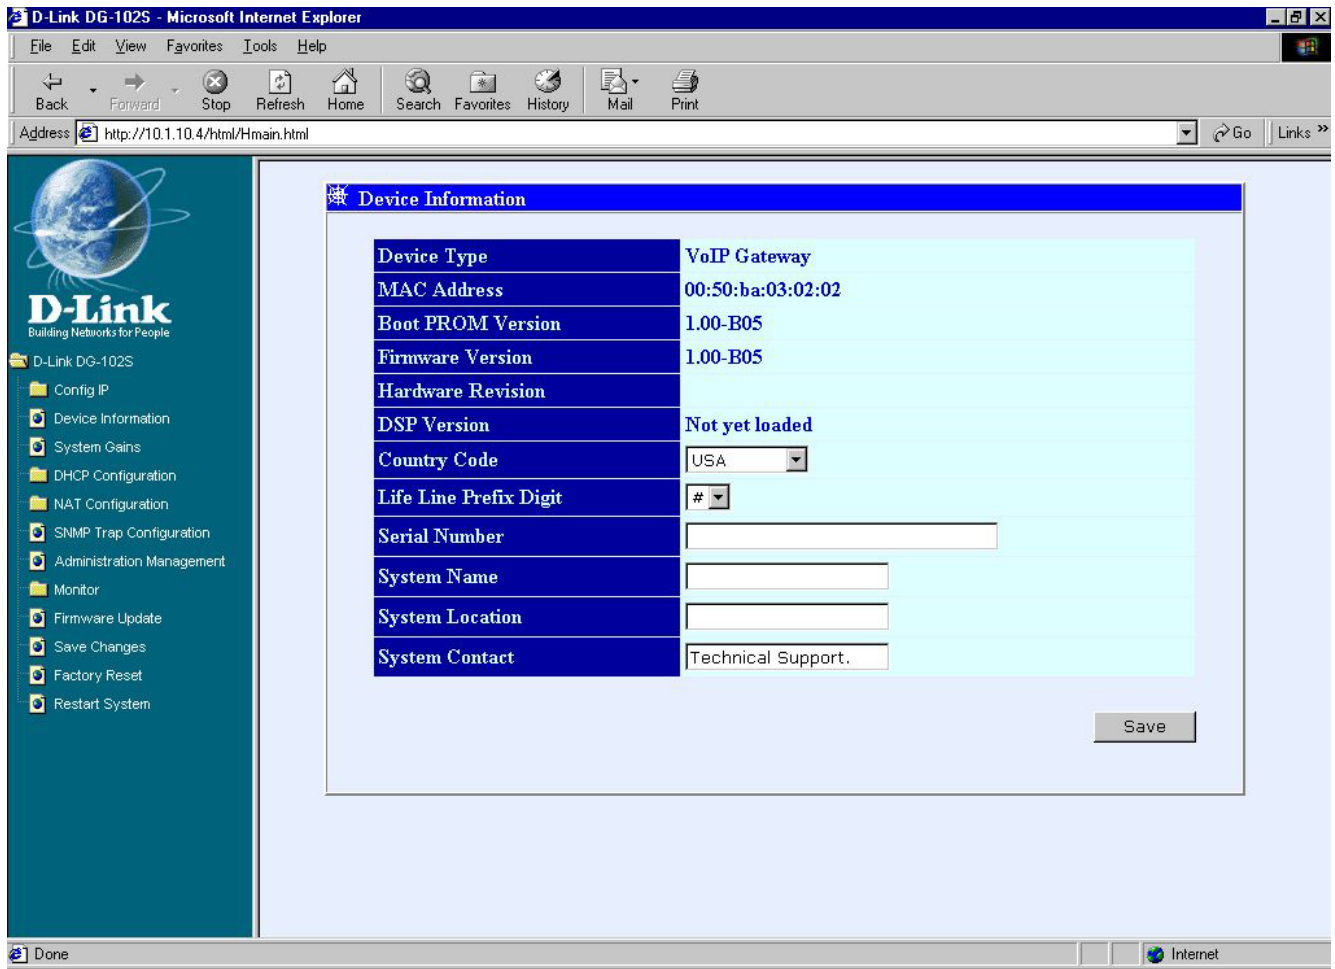 D-Link DG-102S - Microsoft Internet Explorer
File Edit View Favorites Tools Help
Back Forward Stop Refresh Home Search Favorites History Mail Print
Address http://10.1.10.4/html/Hmain.html Go Links »
D-Link
Building Networks for People
D-Link DG-102S
Config IP
Device Information
System Gains
DHCP Configuration
NAT Configuration
SNMP Trap Configuration
Administration Management
Monitor
Firmware Update
Save Changes
Factory Reset
Restart System
Device Information
Device Type VoIP Gateway
MAC Address 00:50:ba:03:02:02
Boot PROM Version 1.00-B05
Firmware Version 1.00-B05
Hardware Revision
DSP Version Not yet loaded
Country Code USA
Life Line Prefix Digit #
Serial Number
System Name
System Location
System Contact Technical Support.
Save
Done Internet